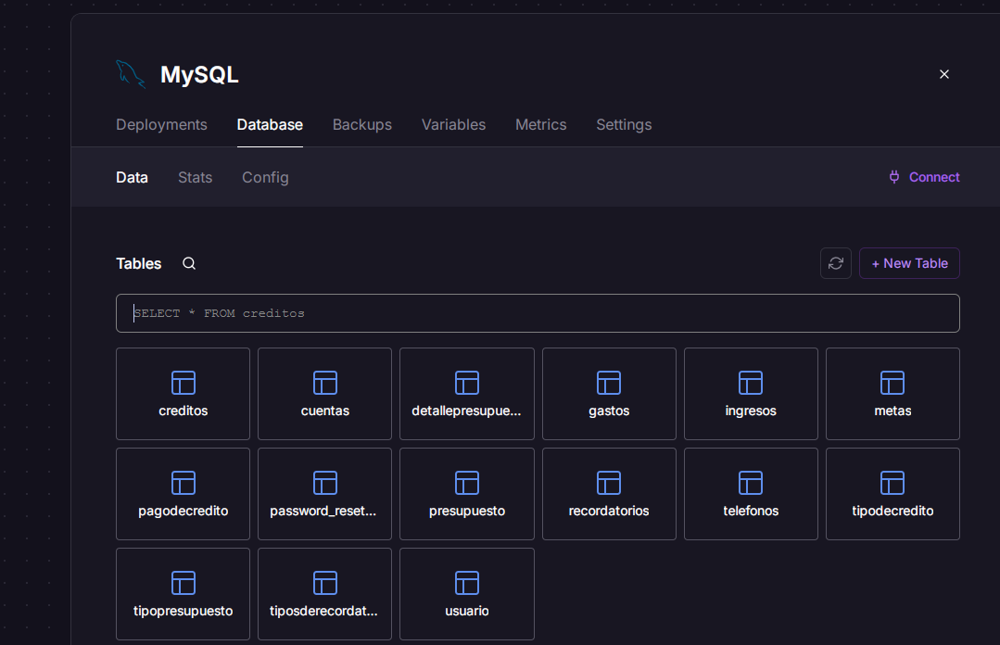 MySQL
Deployments Database Backups Variables Metrics Settings
Data Stats Config Connect
Tables + New Table
SELECT * FROM creditos
creditos cuentas detallepresupue... gastos ingresos metas
pagodecredito password_reset... presupuesto recordatorios telefonos tipodecredito
tipopresupuesto tiposderecordat... usuario